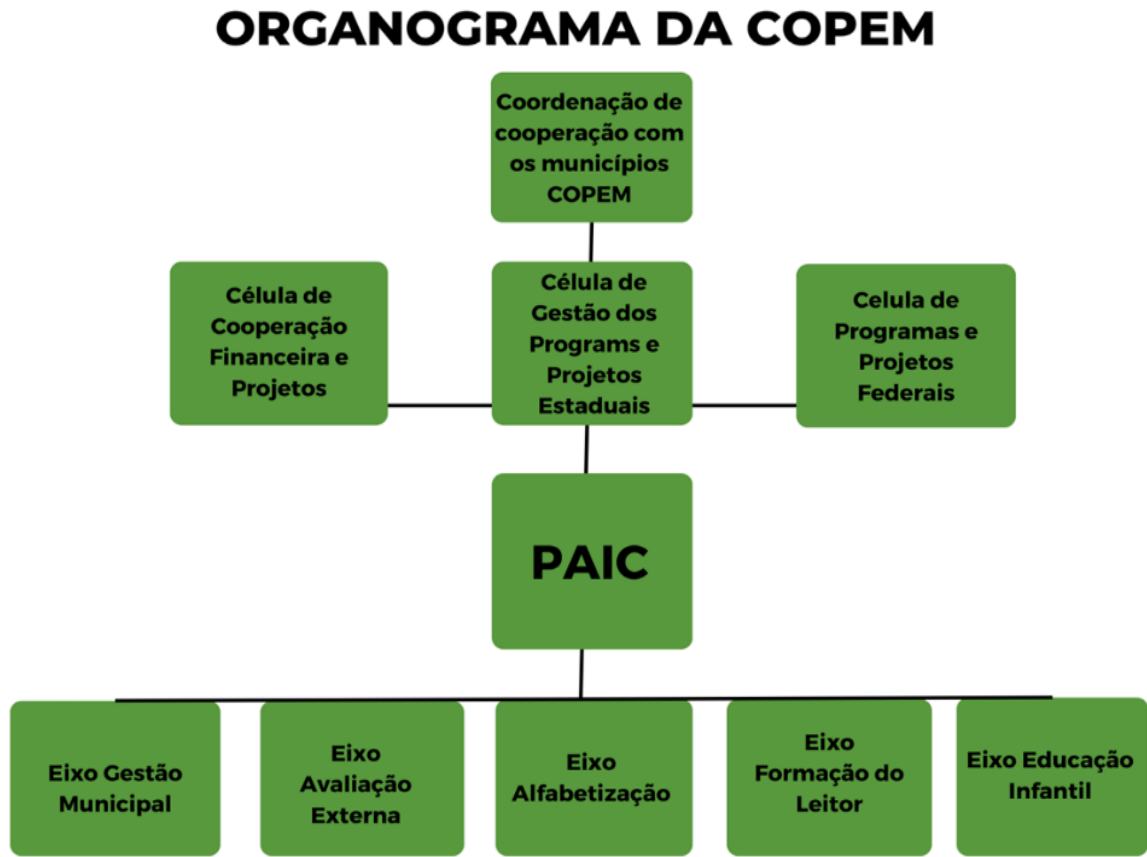 ORGANOGRAMA DA COPEM
Coordenação de
cooperação com
os municípios
COPEM
Célula de
Cooperação
Financeira e
Projetos
Célula de
Gestão dos
Programs e
Projetos
Estaduais
Celula de
Programas e
Projetos
Federais
PAIC
Eixo Gestão
Municipal
Eixo
Avaliação
Externa
Eixo
Alfabetização
Eixo
Formação do
Leitor
Eixo Educação
Infantil